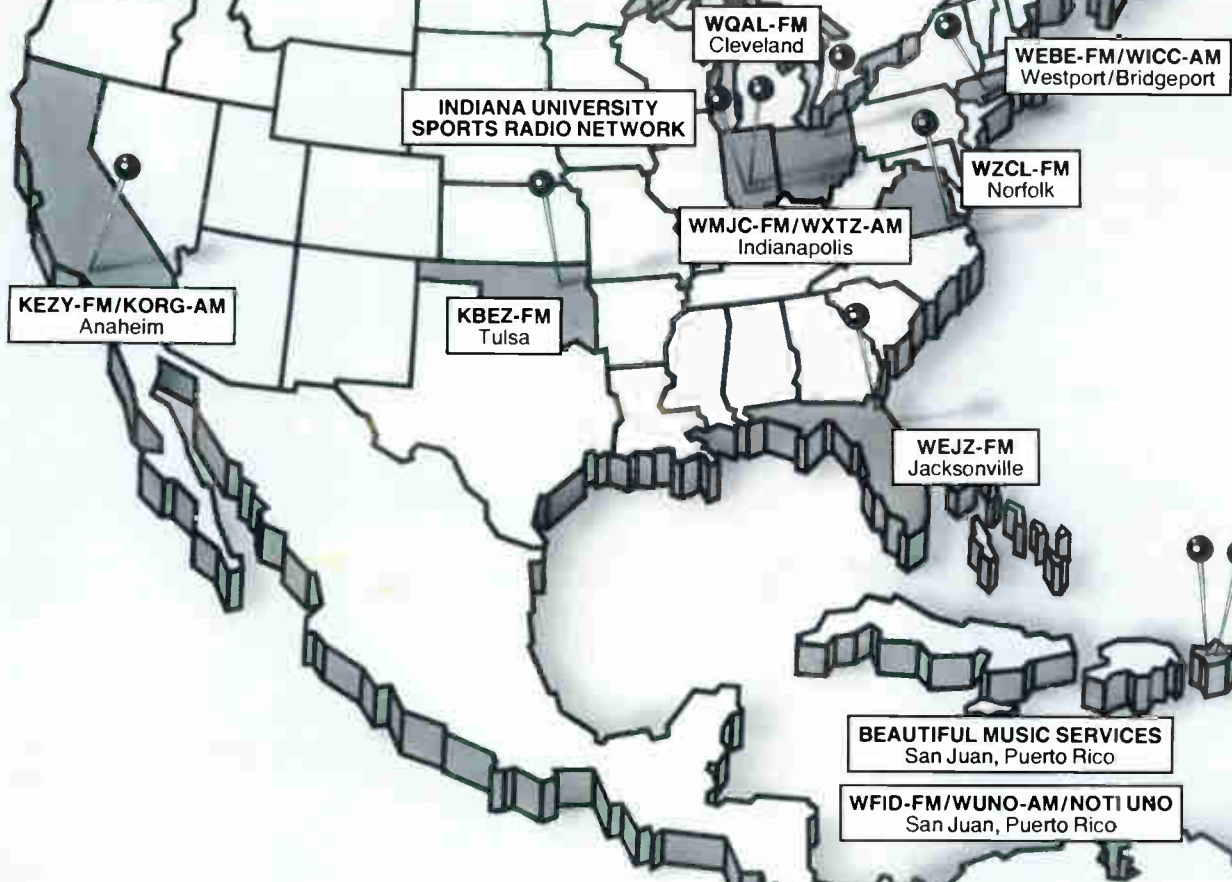 WQAL-FM
Cleveland
WEBE-FM/WICC-AM
Westport/Bridgeport
INDIANA UNIVERSITY
SPORTS RADIO NETWORK
WZCL-FM
Norfolk
WMJC-FM/WXTZ-AM
Indianapolis
KEZY-FM/KORG-AM
Anaheim
KBEZ-FM
Tulsa
WEJZ-FM
Jacksonville
BEAUTIFUL MUSIC SERVICES
San Juan, Puerto Rico
WFID-FM/WUNO-AM/NOTI UNO
San Juan, Puerto Rico